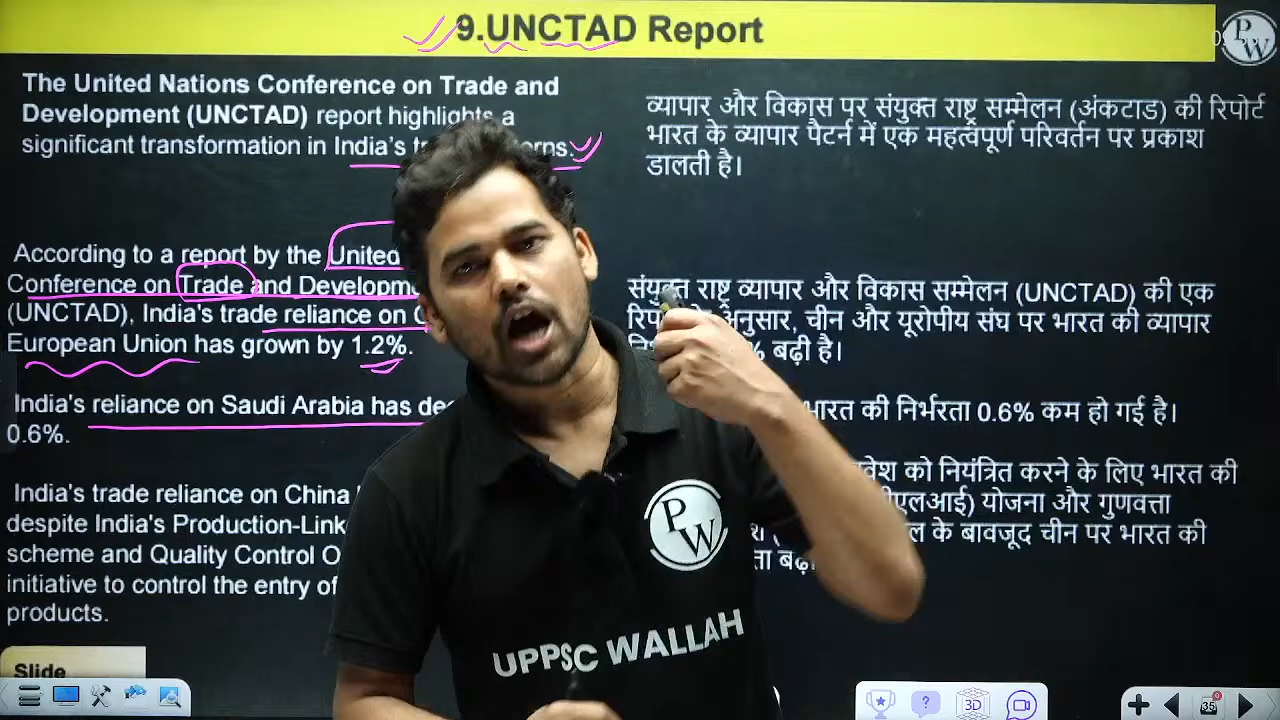 9.UNCTAD Report
The United Nations Conference on Trade and
Development (UNCTAD) report highlights a
significant transformation in India's
व्यापार और विकास पर संयुक्त राष्ट्र सम्मेलन (अंकटाड) की रिपोर्ट
भारत के व्यापार पैटर्न में एक महत्वपूर्ण परिवर्तन पर प्रकाश
डालती है।
According to a report by the United
Conference on Trade and
(UNCTAD), India's trade reliance on
European Union has grown by 1.2%.
संयुक्त राष्ट्र व्यापार और विकास सम्मेलन (UNCTAD) की एक
अनुसार, चीन और यूरोपीय संघ पर भारत की व्यापार
बढ़ी है।
India's reliance on Saudi Arabia has
0.6%.
भारत की निर्भरता 0.6% कम हो गई है।
India's trade reliance on China
despite India's
scheme and Quality Control
initiative to control the entry of
products.
को नियंत्रित करने के लिए भारत की
योजना और गुणवत्ता
के बावजूद चीन पर भारत की
Slide
3D
35
PW
PW
UPPSC WALLAH